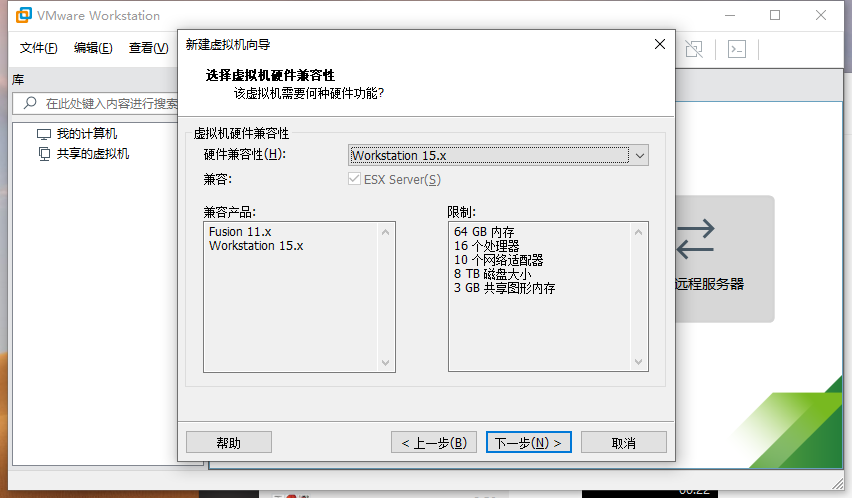 VMware Workstation
文件(F) 编辑(E) 查看(V)
库
在此处键入内容进行搜索
我的计算机
共享的虚拟机
新建虚拟机向导
选择虚拟机硬件兼容性
该虚拟机需要何种硬件功能?
虚拟机硬件兼容性
硬件兼容性(H):
Workstation 15.x
兼容:
ESX Server(S)
兼容产品:
Fusion 11.x
Workstation 15.x
限制:
64 GB 内存
16 个处理器
10 个网络适配器
8 TB 磁盘大小
3 GB 共享图形内存
远程服务器
帮助
< 上一步(B)
下一步(N) >
取消
00:22